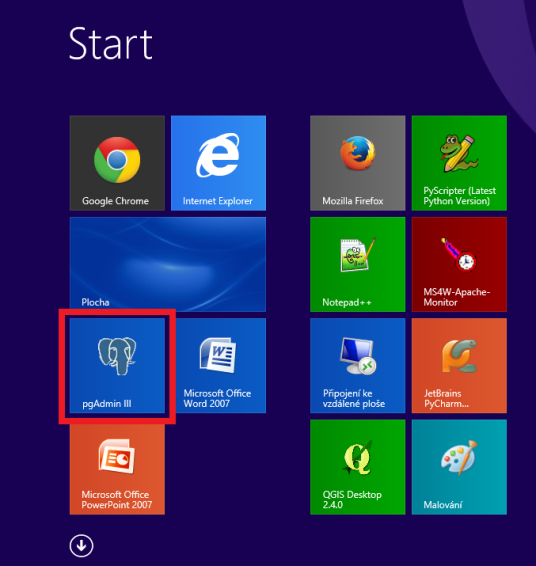 Start
Google Chrome
Internet Explorer
Mozilla Firefox
PyScripter (Latest
Python Version)
Plocha
Notepad++
MS4W-Apache-
Monitor
pgAdmin III
Microsoft Office
Word 2007
Připojení ke
vzdálené ploše
JetBrains
PyCharm...
Microsoft Office
PowerPoint 2007
QGIS Desktop
2.4.0
Malování